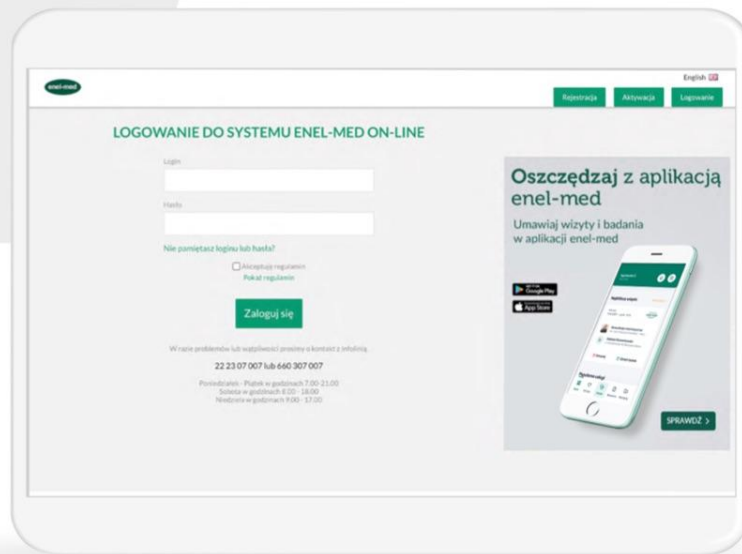 enel-med
English
Rejestracja
Aktywacja
Logowanie
LOGOWANIE DO SYSTEMU ENEL-MED ON-LINE
Login
Hasło
Nie pamiętasz loginu lub hasła?
Akceptuję regulamin
Pokaż regulamin
Zaloguj się
W razie problemów lub wątpliwości prosimy o kontakt z infolinią
22 23 07 007 lub 660 307 007
Poniedziałek - Piątek w godzinach 7.00-21.00
Sobota w godzinach 8.00 - 18.00
Niedziela w godzinach 9.00 - 17.00
Oszczędzaj z aplikacją
enel-med
Umawiaj wizyty i badania
w aplikacji enel-med
Google Play
App Store
SPRAWDŹ >